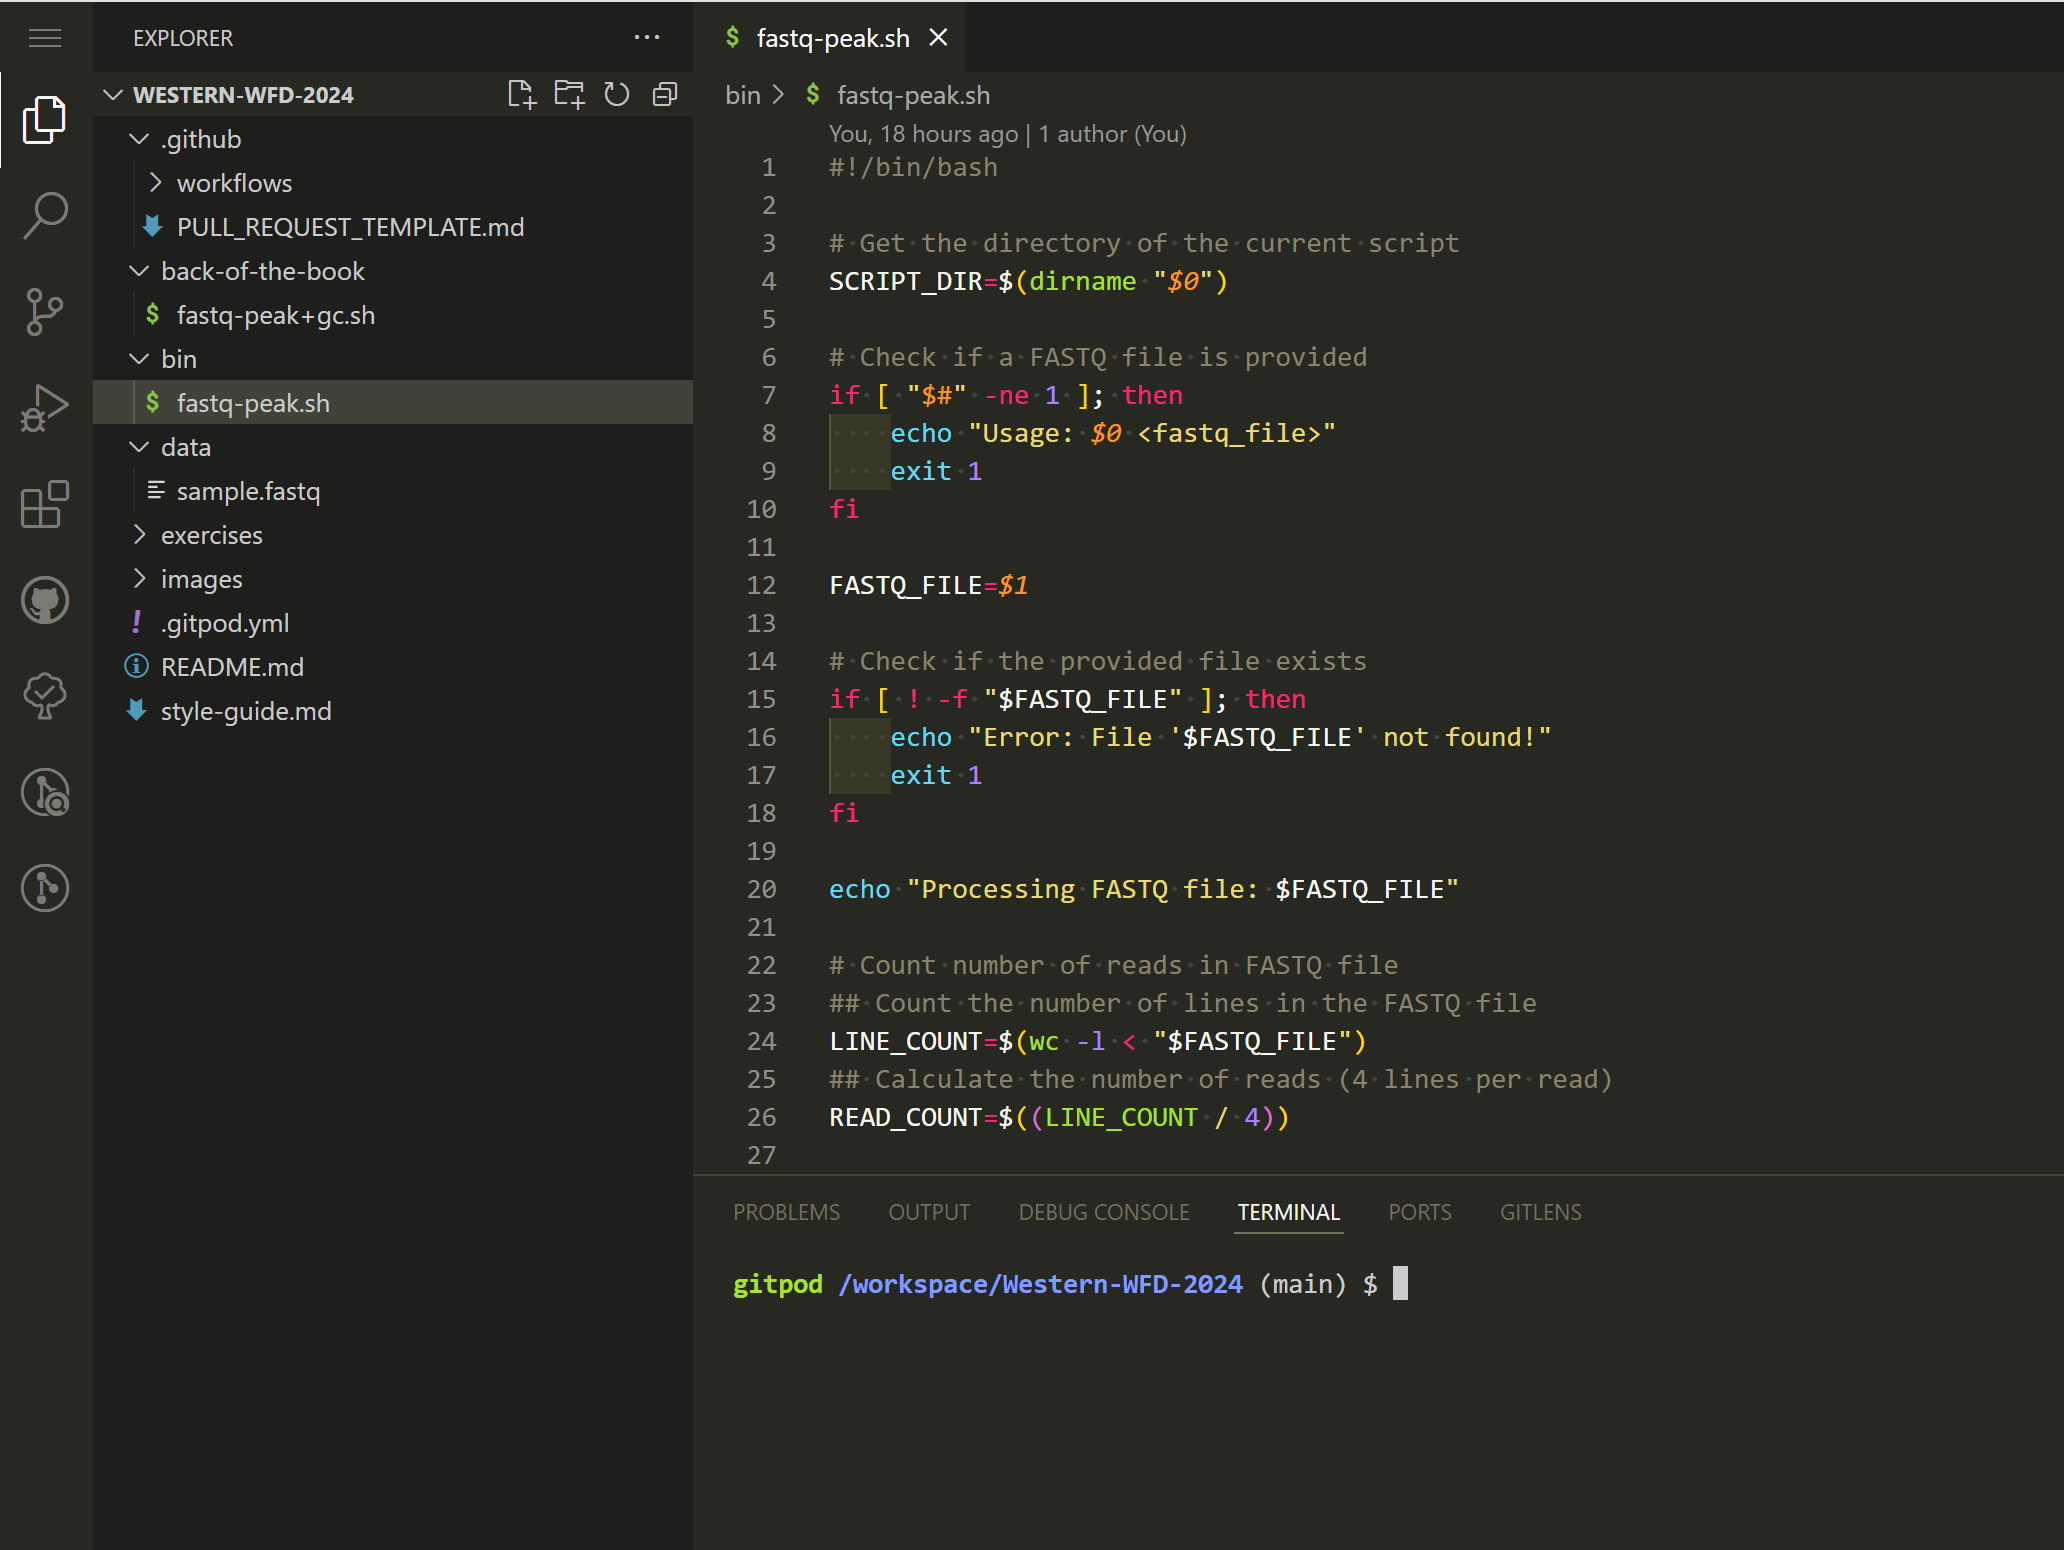 EXPLORER
WESTERN-WFD-2024
.github
workflows
PULL_REQUEST_TEMPLATE.md
back-of-the-book
$ fastq-peak+gc.sh
bin
$ fastq-peak.sh
data
sample.fastq
exercises
images
! .gitpod.yml
README.md
style-guide.md
$ fastq-peak.sh
bin > $ fastq-peak.sh
You, 18 hours ago | 1 author (You)
1 #!/bin/bash
2
3 # Get the directory of the current script
4 SCRIPT_DIR=$(dirname "$0")
5
6 # Check if a FASTQ file is provided
7 if [ "$#" -ne 1 ]; then
8     echo "Usage: $0 <fastq_file>"
9     exit 1
10 fi
11
12 FASTQ_FILE=$1
13
14 # Check if the provided file exists
15 if [ ! -f "$FASTQ_FILE" ]; then
16     echo "Error: File '$FASTQ_FILE' not found!"
17     exit 1
18 fi
19
20 echo "Processing FASTQ file: $FASTQ_FILE"
21
22 # Count number of reads in FASTQ file
23 ## Count the number of lines in the FASTQ file
24 LINE_COUNT=$(wc -l < "$FASTQ_FILE")
25 ## Calculate the number of reads (4 lines per read)
26 READ_COUNT=$((LINE_COUNT / 4))
27
PROBLEMS OUTPUT DEBUG CONSOLE TERMINAL PORTS GITLENS
gitpod /workspace/Western-WFD-2024 (main) $